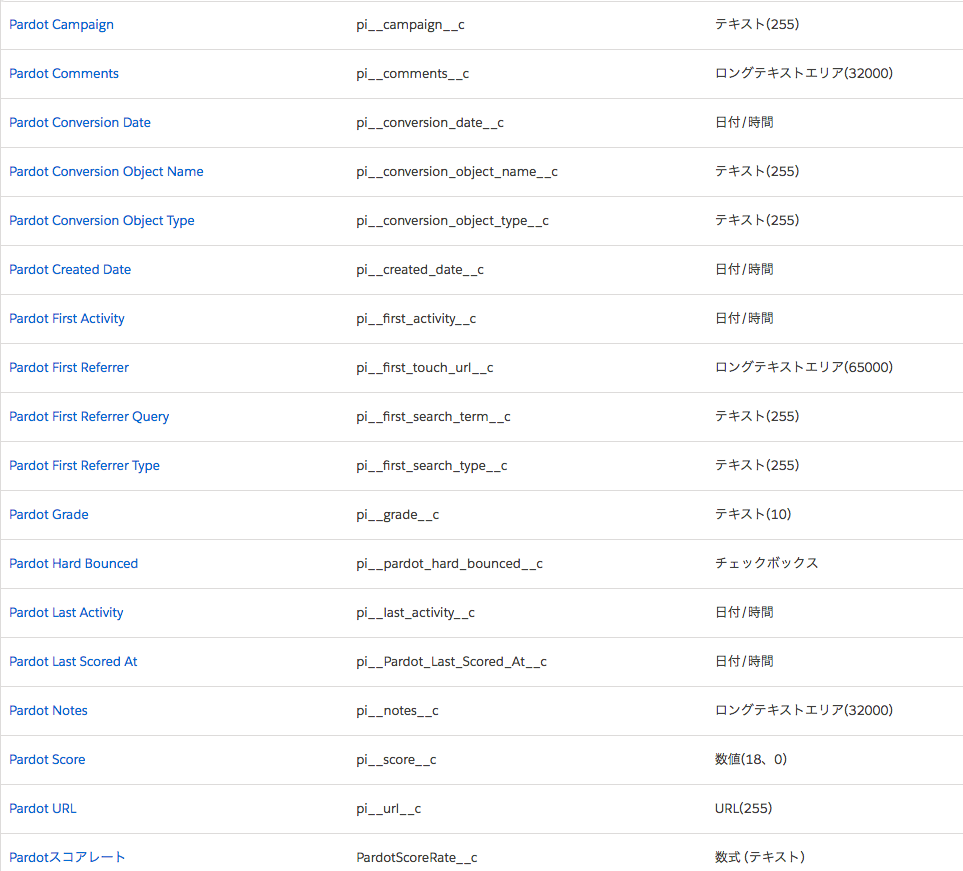 Pardot Campaign pi__campaign__c テキスト(255)
Pardot Comments pi__comments__c ロングテキストエリア(32000)
Pardot Conversion Date pi__conversion_date__c 日付/時間
Pardot Conversion Object Name pi__conversion_object_name__c テキスト(255)
Pardot Conversion Object Type pi__conversion_object_type__c テキスト(255)
Pardot Created Date pi__created_date__c 日付/時間
Pardot First Activity pi__first_activity__c 日付/時間
Pardot First Referrer pi__first_touch_url__c ロングテキストエリア(65000)
Pardot First Referrer Query pi__first_search_term__c テキスト(255)
Pardot First Referrer Type pi__first_search_type__c テキスト(255)
Pardot Grade pi__grade__c テキスト(10)
Pardot Hard Bounced pi__pardot_hard_bounced__c チェックボックス
Pardot Last Activity pi__last_activity__c 日付/時間
Pardot Last Scored At pi__Pardot_Last_Scored_At__c 日付/時間
Pardot Notes pi__notes__c ロングテキストエリア(32000)
Pardot Score pi__score__c 数値(18、0)
Pardot URL pi__url__c URL(255)
Pardotスコアレート PardotScoreRate__c 数式 (テキスト)